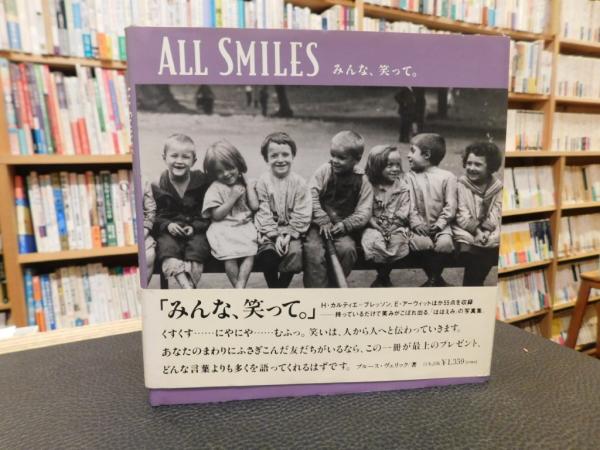 ALL SMILES みんな、笑って。
「みんな、笑って。」
H・カルティエ=ブレッソン、E・アーウィットほか55点を収録
――持っているだけで笑みがこぼれ出る、「ほほえみ」の写真集。
くすくす……にやにや……むふっ。笑いは、人から人へと伝わっていきます。
あなたのまわりにふさぎこんだ友だちがいるなら、この一冊が最上のプレゼント、
どんな言葉よりも多くを語ってくれるはずです。 ブルース・ヴェリック/著 ¥1,359